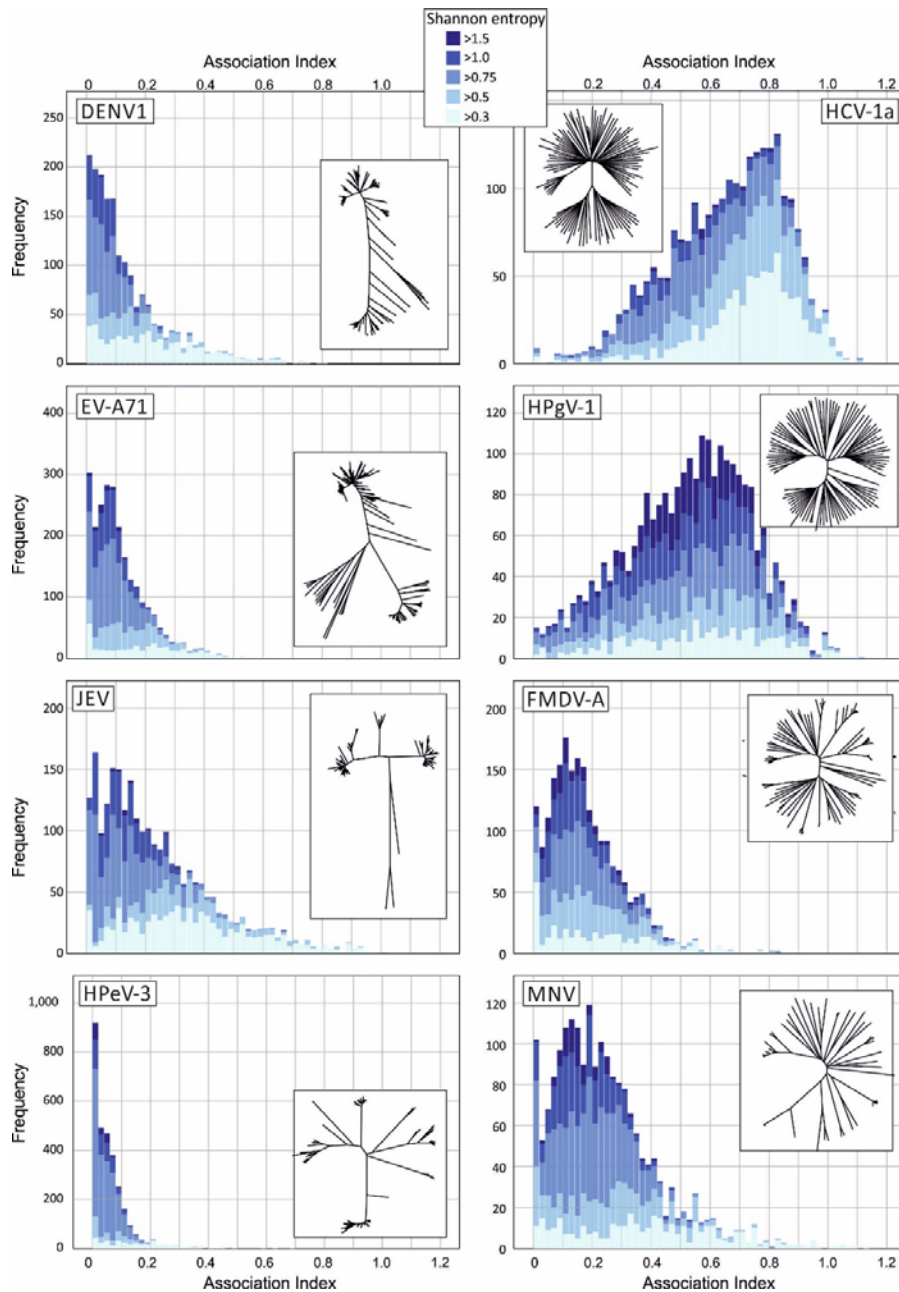 Shannon entropy
>1.5
>1.0
>0.75
>0.5
>0.3
Association Index
0 0.2 0.4 0.6 1.0
DENV1
250
200
150
100
50
0
Frequency
Association Index
0 0.2 0.4 0.6 0.8 1.0 1.2
HCV-1a
100
50
0
EV-A71
400
300
200
100
0
Frequency
HPgV-1
120
100
80
60
40
20
0
JEV
200
150
100
50
0
Frequency
FMDV-A
200
150
100
50
0
HPeV-3
1,000
800
600
400
200
0
Frequency
0 0.2 0.4 0.6 0.8 1.0 1.2
Association Index
MNV
120
100
80
60
40
20
0
0 0.2 0.4 0.6 0.8 1.0 1.2
Association Index